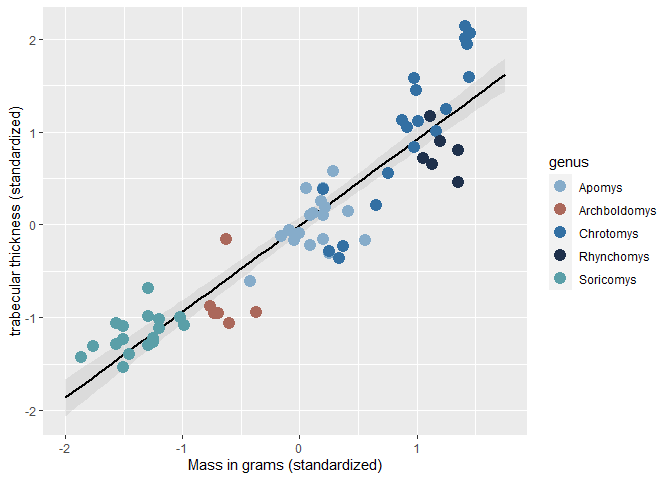 trabecular thickness (standardized)
2
1
0
-1
-2
-2
-1
0
1
Mass in grams (standardized)
genus
Apomys
Archboldomys
Chrotomys
Rhynchomys
Soricomys